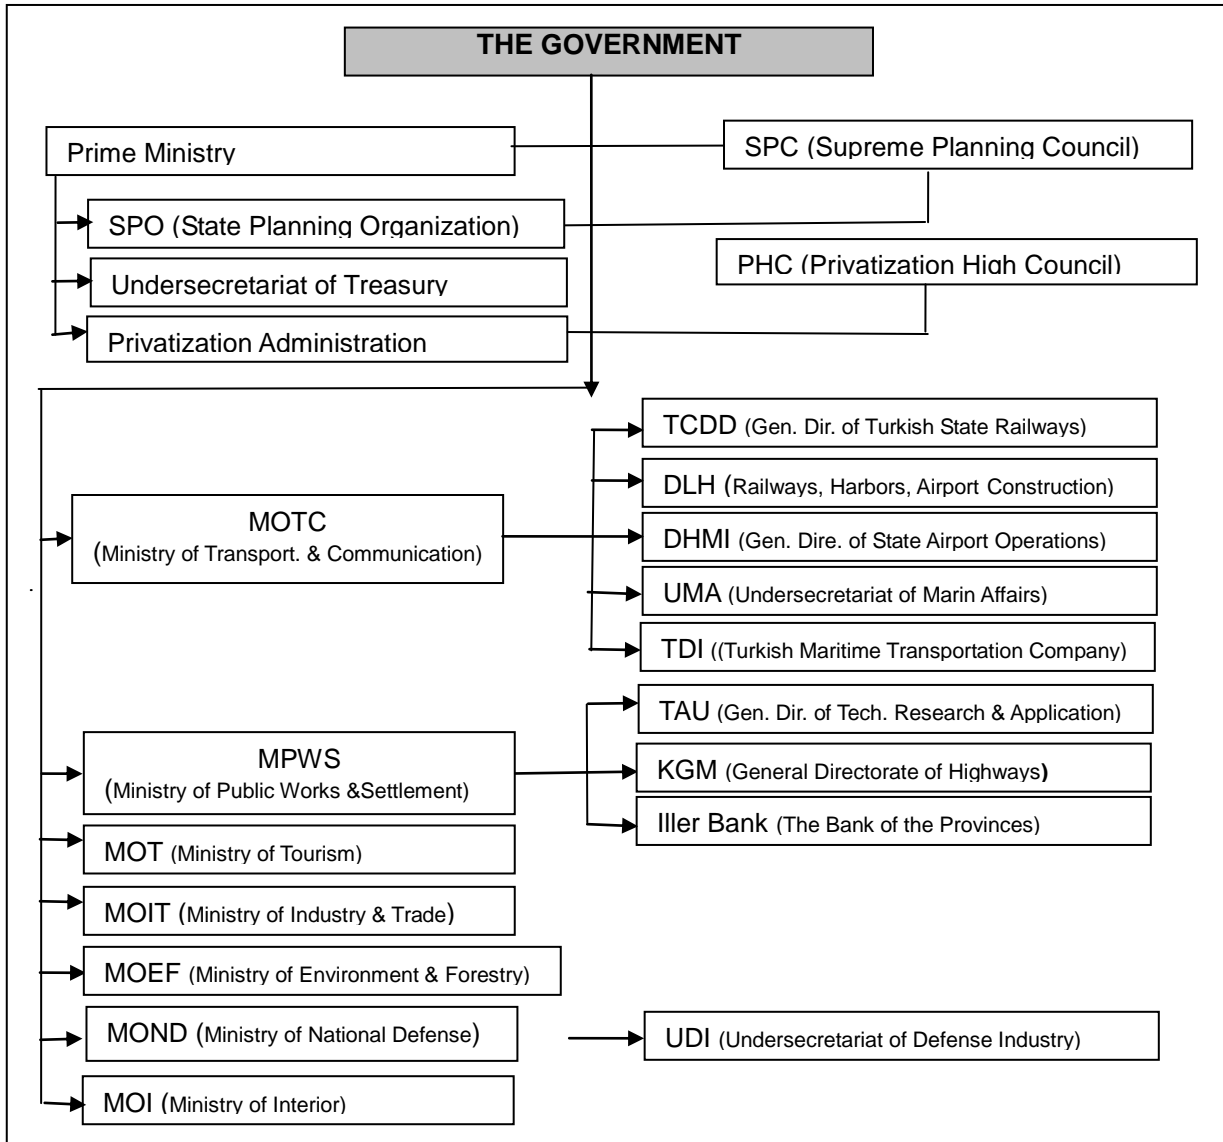 THE GOVERNMENT
Prime Ministry
SPC (Supreme Planning Council)
SPO (State Planning Organization)
PHC (Privatization High Council)
Undersecretariat of Treasury
Privatization Administration
TCDD (Gen. Dir. of Turkish State Railways)
DLH (Railways, Harbors, Airport Construction)
MOTC
(Ministry of Transport. & Communication)
DHMI (Gen. Dire. of State Airport Operations)
UMA (Undersecretariat of Marin Affairs)
TDI ((Turkish Maritime Transportation Company)
TAU (Gen. Dir. of Tech. Research & Application)
MPWS
(Ministry of Public Works &Settlement)
KGM (General Directorate of Highways)
Iller Bank (The Bank of the Provinces)
MOT (Ministry of Tourism)
MOIT (Ministry of Industry & Trade)
MOEF (Ministry of Environment & Forestry)
MOND (Ministry of National Defense)
UDI (Undersecretariat of Defense Industry)
MOI (Ministry of Interior)